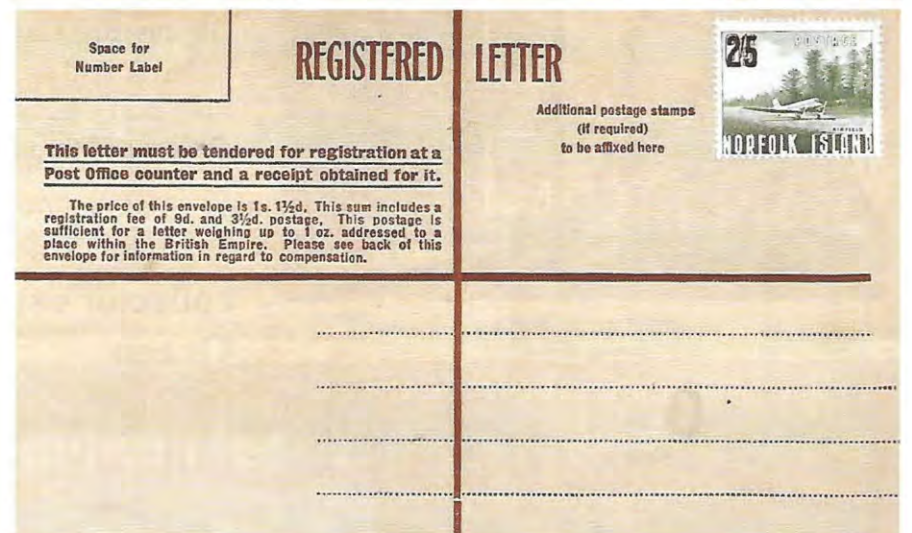 Space for
Number Label
REGISTERED LETTER
Additional postage stamps
(if required)
to be affixed here
2/5
POSTAGE
AIRFIELD
NORFOLK ISLAND
This letter must be tendered for registration at a
Post Office counter and a receipt obtained for it.
The price of this envelope is 1s. 1½d. This sum includes a
registration fee of 9d. and 3½d. postage. This postage is
sufficient for a letter weighing up to 1 oz. addressed to a
place within the British Empire. Please see back of this
envelope for information in regard to compensation.